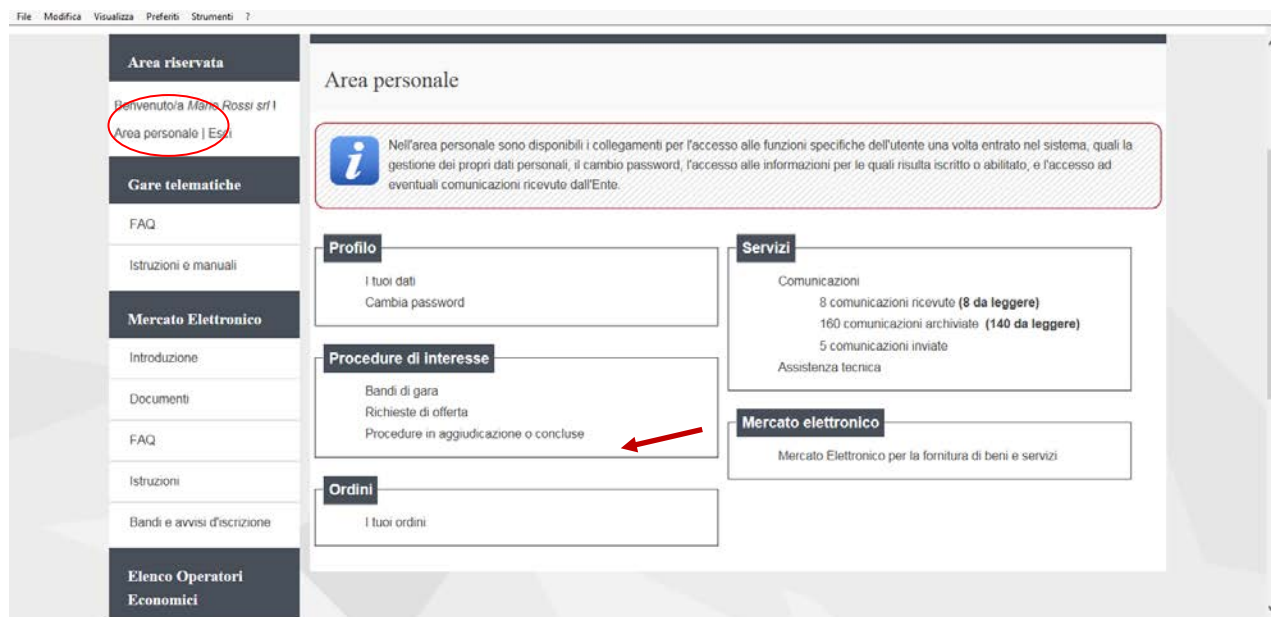 File Modifica Visualizza Preferiti Strumenti ?
Area riservata
Benvenuto/a Mario Rossi srl !
Area personale | Esci
Gare telematiche
FAQ
Istruzioni e manuali
Mercato Elettronico
Introduzione
Documenti
FAQ
Istruzioni
Bandi e avvisi d'iscrizione
Elenco Operatori
Economici
Area personale
i
Nell'area personale sono disponibili i collegamenti per l'accesso alle funzioni specifiche dell'utente una volta entrato nel sistema, quali la
gestione dei propri dati personali, il cambio password, l'accesso alle informazioni per le quali risulta iscritto o abilitato, e l'accesso ad
eventuali comunicazioni ricevute dall'Ente.
Profilo
I tuoi dati
Cambia password
Procedure di interesse
Bandi di gara
Richieste di offerta
Procedure in aggiudicazione o concluse
Ordini
I tuoi ordini
Servizi
Comunicazioni
8 comunicazioni ricevute (8 da leggere)
160 comunicazioni archiviate (140 da leggere)
5 comunicazioni inviate
Assistenza tecnica
Mercato elettronico
Mercato Elettronico per la fornitura di beni e servizi